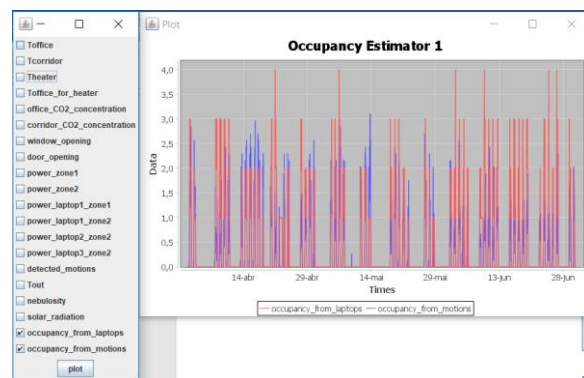 Toffice
Tcorridor
Theater
Toffice_for_heater
office_CO2_concentration
corridor_CO2_concentration
window_opening
door_opening
power_zone1
power_zone2
power_laptop1_zone1
power_laptop1_zone2
power_laptop2_zone2
power_laptop3_zone2
detected_motions
Tout
nebulosity
solar_radiation
occupancy_from_laptops
occupancy_from_motions
plot
Plot
Occupancy Estimator 1
Data
4,0
3,5
3,0
2,5
2,0
1,5
1,0
0,5
0,0
14-abr 29-abr 14-mai 29-mai 13-jun 28-jun
Times
occupancy_from_laptops occupancy_from_motions